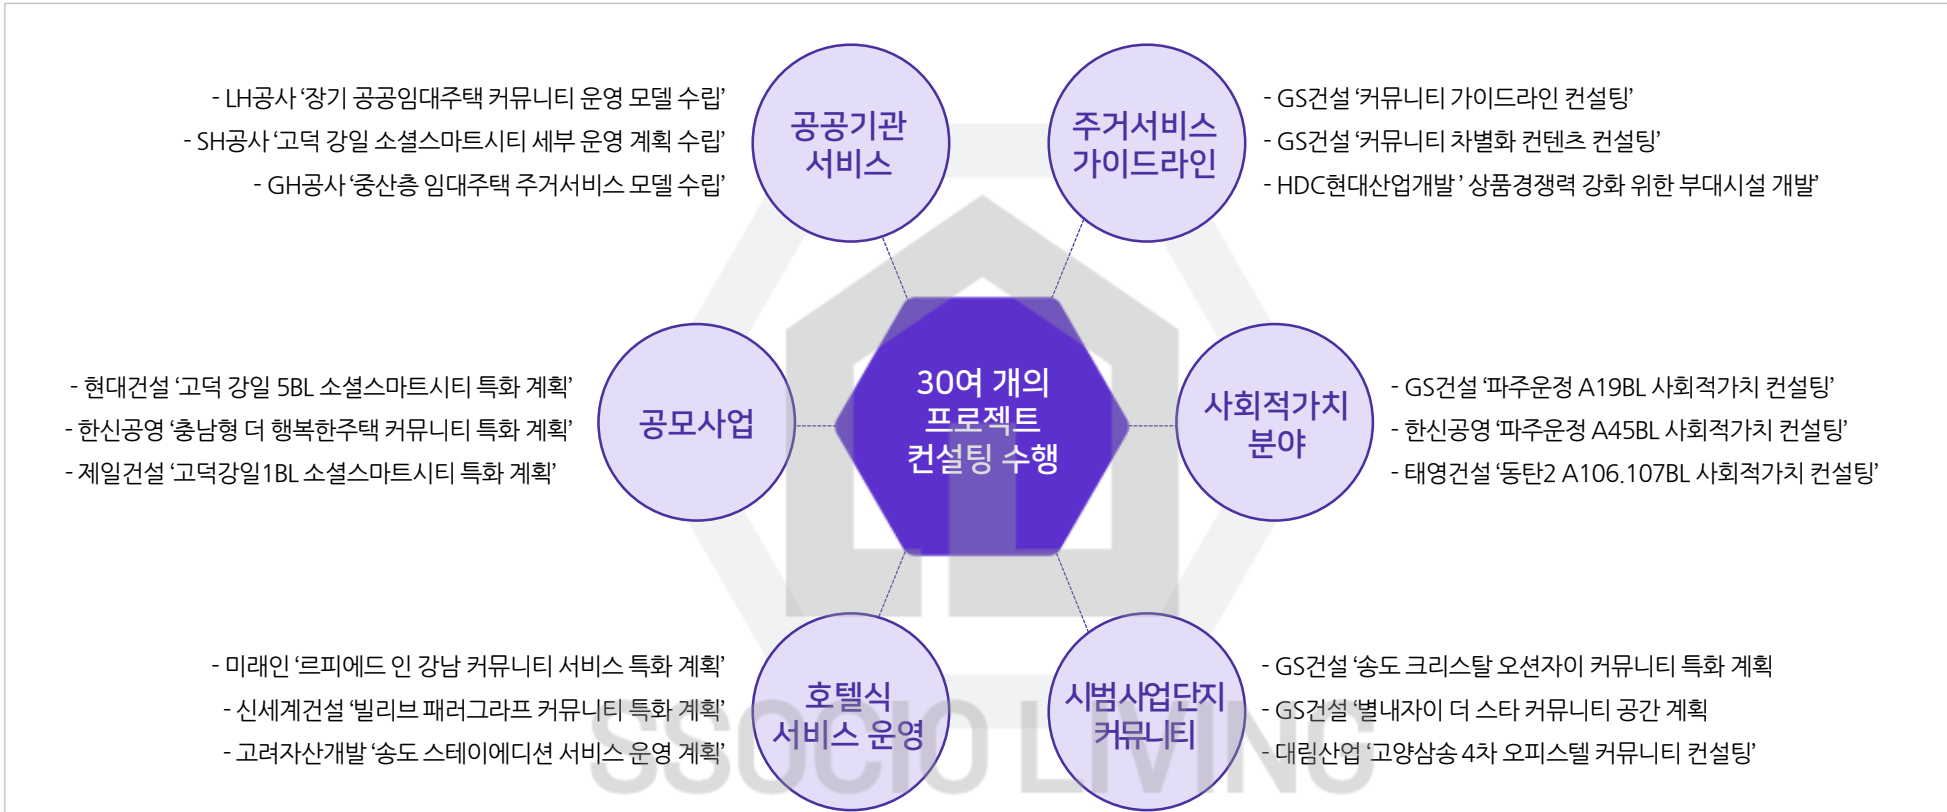 공공기관
서비스
- LH공사 ‘장기 공공임대주택 커뮤니티 운영 모델 수립’
- SH공사 ‘고덕 강일 소셜스마트시티 세부 운영 계획 수립’
- GH공사 ‘중산층 임대주택 주거서비스 모델 수립’
주거서비스
가이드라인
- GS건설 ‘커뮤니티 가이드라인 컨설팅’
- GS건설 ‘커뮤니티 차별화 컨텐츠 컨설팅’
- HDC현대산업개발 ’ 상품경쟁력 강화 위한 부대시설 개발’
공모사업
- 현대건설 ‘고덕 강일 5BL 소셜스마트시티 특화 계획’
- 한신공영 ‘충남형 더 행복한주택 커뮤니티 특화 계획’
- 제일건설 ‘고덕강일1BL 소셜스마트시티 특화 계획’
30여 개의
프로젝트
컨설팅 수행
사회적가치
분야
- GS건설 ‘파주운정 A19BL 사회적가치 컨설팅’
- 한신공영 ‘파주운정 A45BL 사회적가치 컨설팅’
- 태영건설 ‘동탄2 A106.107BL 사회적가치 컨설팅’
호텔식
서비스 운영
- 미래인 ‘르피에드 인 강남 커뮤니티 서비스 특화 계획’
- 신세계건설 ‘빌리브 패러그라프 커뮤니티 특화 계획’
- 고려자산개발 ‘송도 스테이에디션 서비스 운영 계획’
시범사업단지
커뮤니티
- GS건설 ‘송도 크리스탈 오션자이 커뮤니티 특화 계획
- GS건설 ‘별내자이 더 스타 커뮤니티 공간 계획
- 대림산업 ‘고양삼송 4차 오피스텔 커뮤니티 컨설팅’
SSOCIO LIVING